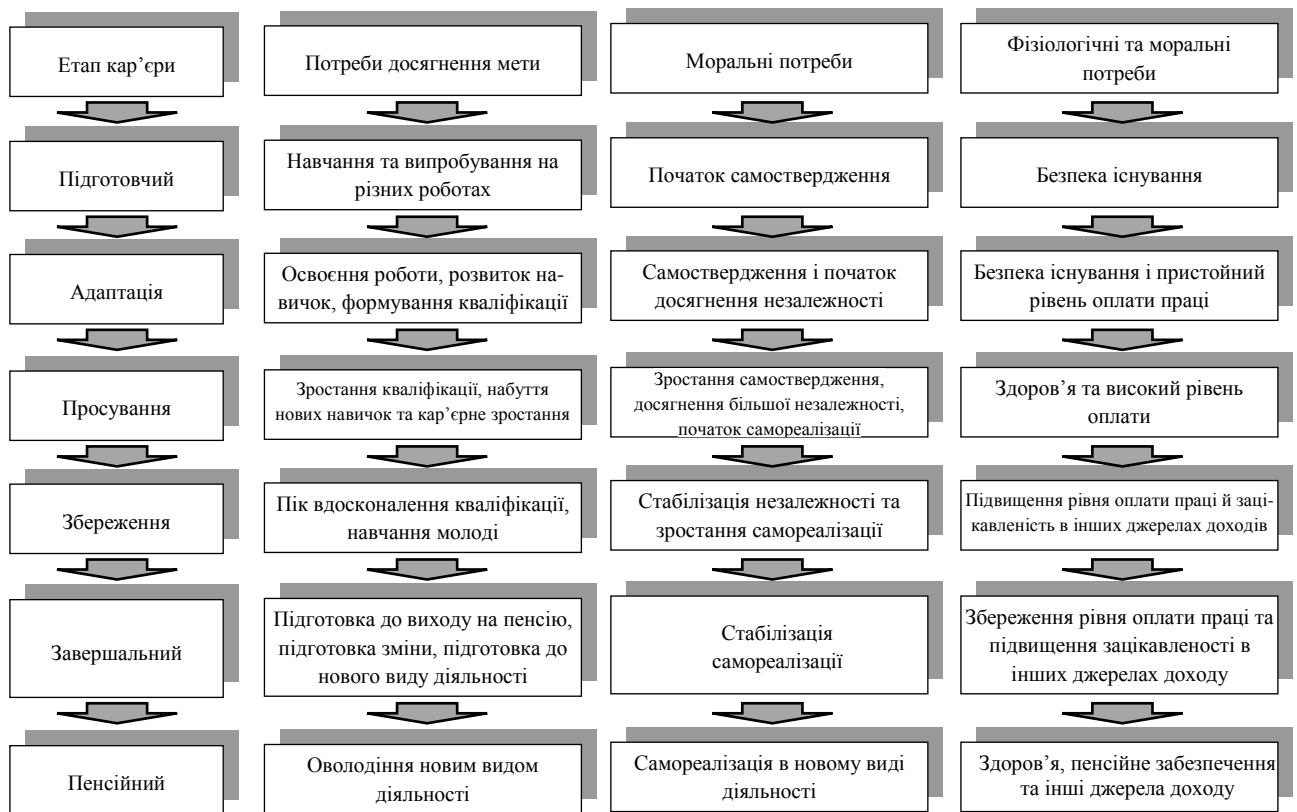 Етап кар’єри
Потреби досягнення мети
Моральні потреби
Фізіологічні та моральні
потреби
Підготовчий
Навчання та випробування на
різних роботах
Початок самоствердження
Безпека існування
Адаптація
Освоєння роботи, розвиток на-
вичок, формування кваліфікації
Самоствердження і початок
досягнення незалежності
Безпека існування і пристойний
рівень оплати праці
Просування
Зростання кваліфікації, набуття
нових навичок та кар’єрне зростання
Зростання самоствердження,
досягнення більшої незалежності,
початок самореалізації
Здоров’я та високий рівень
оплати
Збереження
Пік вдосконалення кваліфікації,
навчання молоді
Стабілізація незалежності та
зростання самореалізації
Підвищення рівня оплати праці й заці-
кавленість в інших джерелах доходів
Завершальний
Підготовка до виходу на пенсію,
підготовка зміни, підготовка до
нового виду діяльності
Стабілізація
самореалізації
Збереження рівня оплати праці та
підвищення зацікавленості в
інших джерелах доходу
Пенсійний
Оволодіння новим видом
діяльності
Самореалізація в новому виді
діяльності
Здоров’я, пенсійне забезпечення
та інші джерела доходу